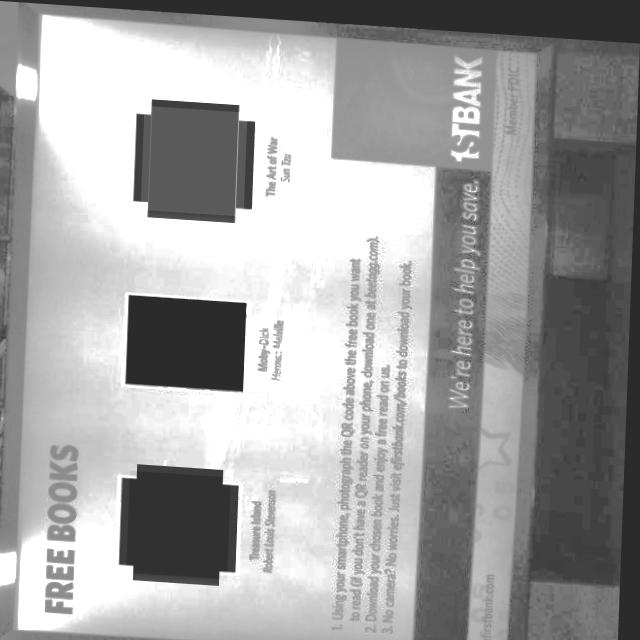 FREE BOOKS
Treasure Island
Robert Louis Stevenson
Moby-Dick
Herman Melville
The Art of War
Sun Tzu
1. Using your smartphone, photograph the QR code above the free book you want
to read (if you don't have a QR reader on your phone, download one at
2. Download your chosen book and enjoy a free read on us.
3. No camera? No worries. Just visit efirstbank.com/books to download your book.
We're here to help you save.
1STBANK
Member FDIC
efirstbank.com